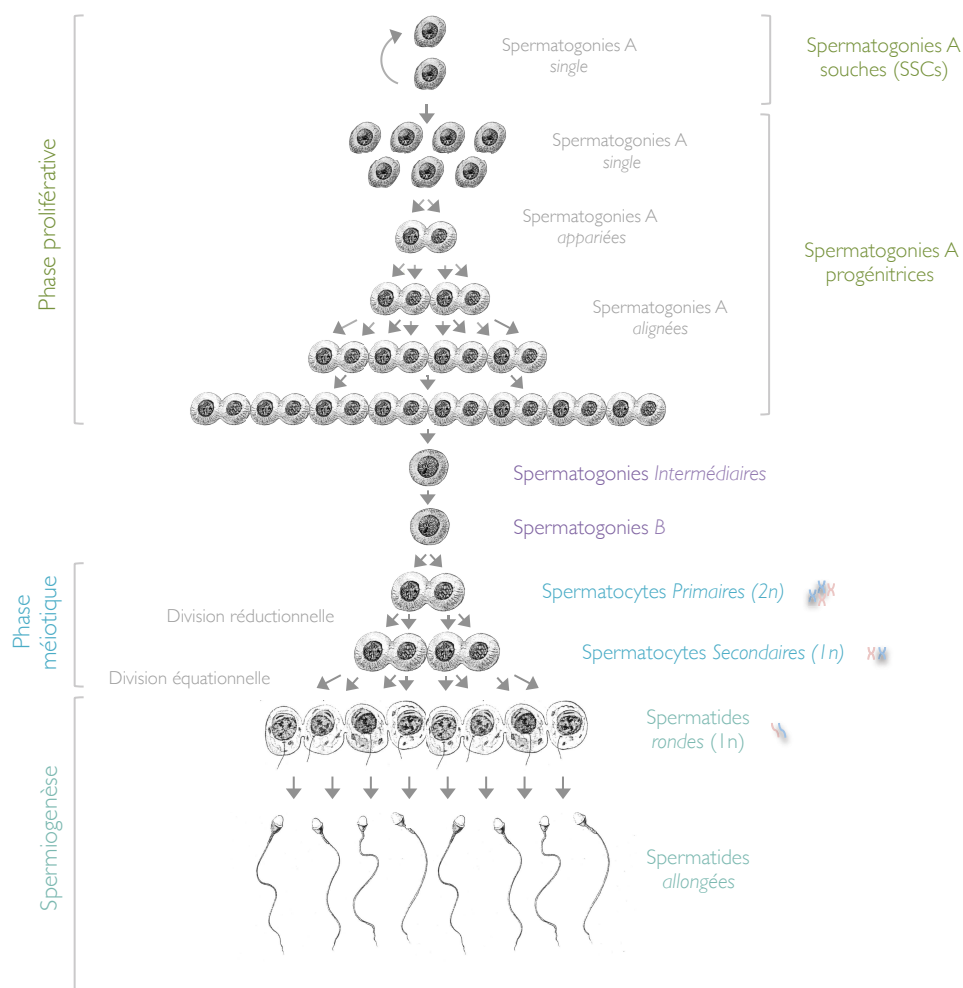 Spermatogonies A
single
Spermatogonies A
souches (SSCs)
Phase proliférative
Spermatogonies A
single
Spermatogonies A
appariées
Spermatogonies A
progénitrices
Spermatogonies A
alignées
Spermatogonies Intermédiaires
Spermatogonies B
Phase
méiotique
Spermatocytes Primaires (2n)
Division réductionnelle
Spermatocytes Secondaires (1n)
Division équationnelle
Spermiogenèse
Spermatides
rondes (1n)
Spermatides
allongées